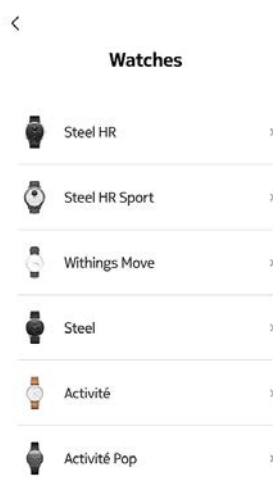 Watches
Steel HR
Steel HR Sport
Withings Move
Steel
Activité
Activité Pop